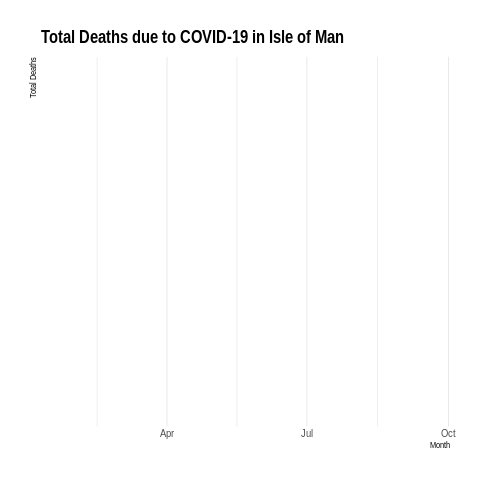 Total Deaths due to COVID-19 in Isle of Man
Total Deaths
Apr Jul Oct
Month